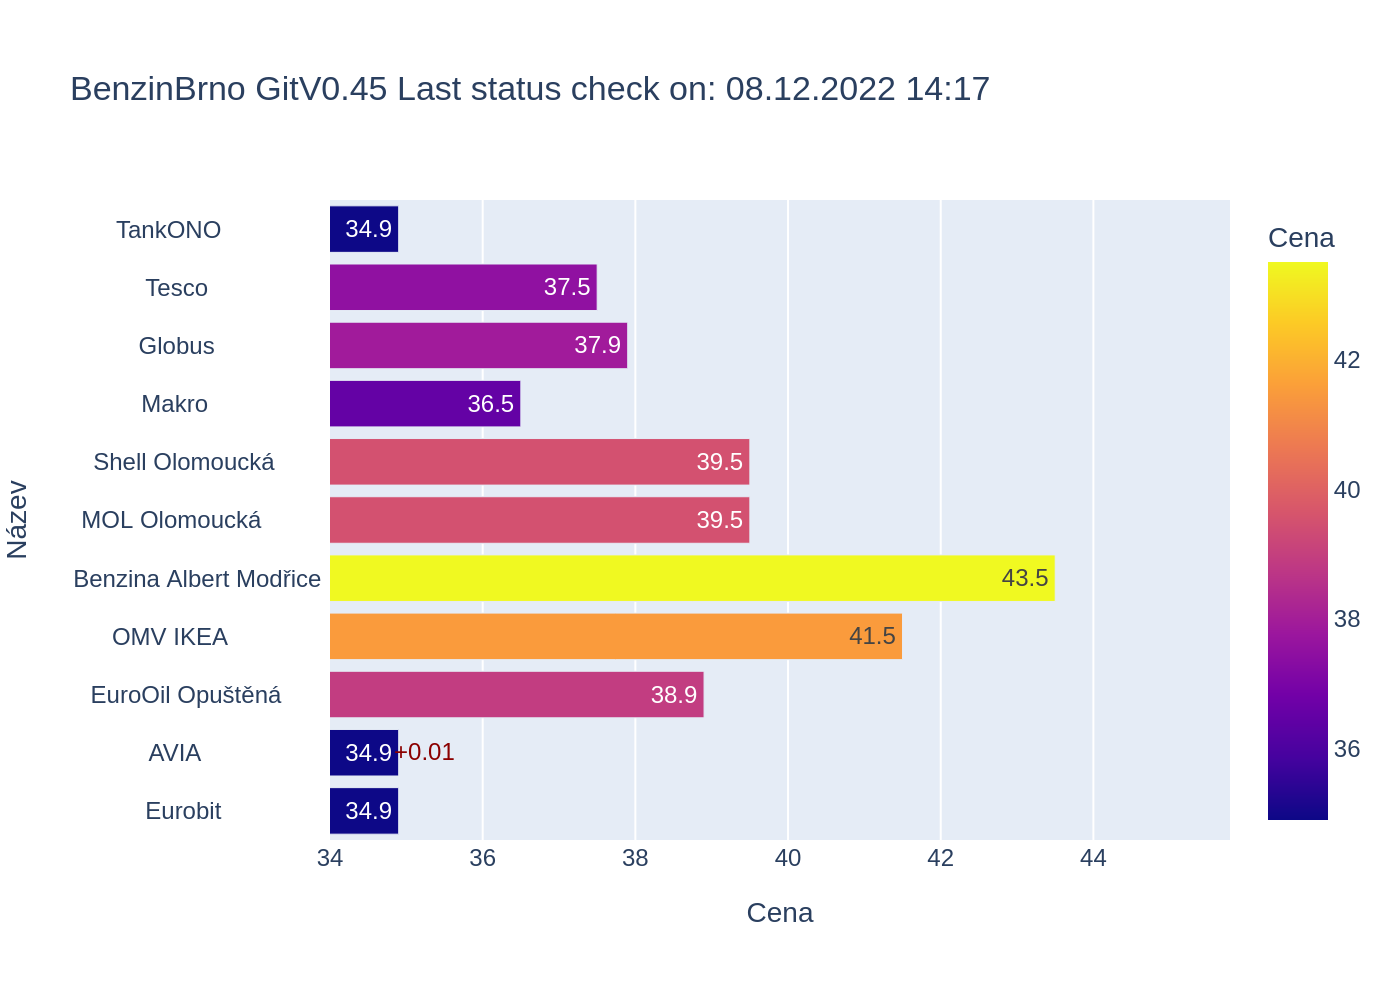 BenzinBrno GitV0.45 Last status check on: 08.12.2022 14:17
Název
TankONO 34.9
Tesco 37.5
Globus 37.9
Makro 36.5
Shell Olomoucká 39.5
MOL Olomoucká 39.5
Benzina Albert Modřice 43.5
OMV IKEA 41.5
EuroOil Opuštěná 38.9
AVIA 34.9 +0.01
Eurobit 34.9
34 36 38 40 42 44
Cena
Cena
42
40
38
36